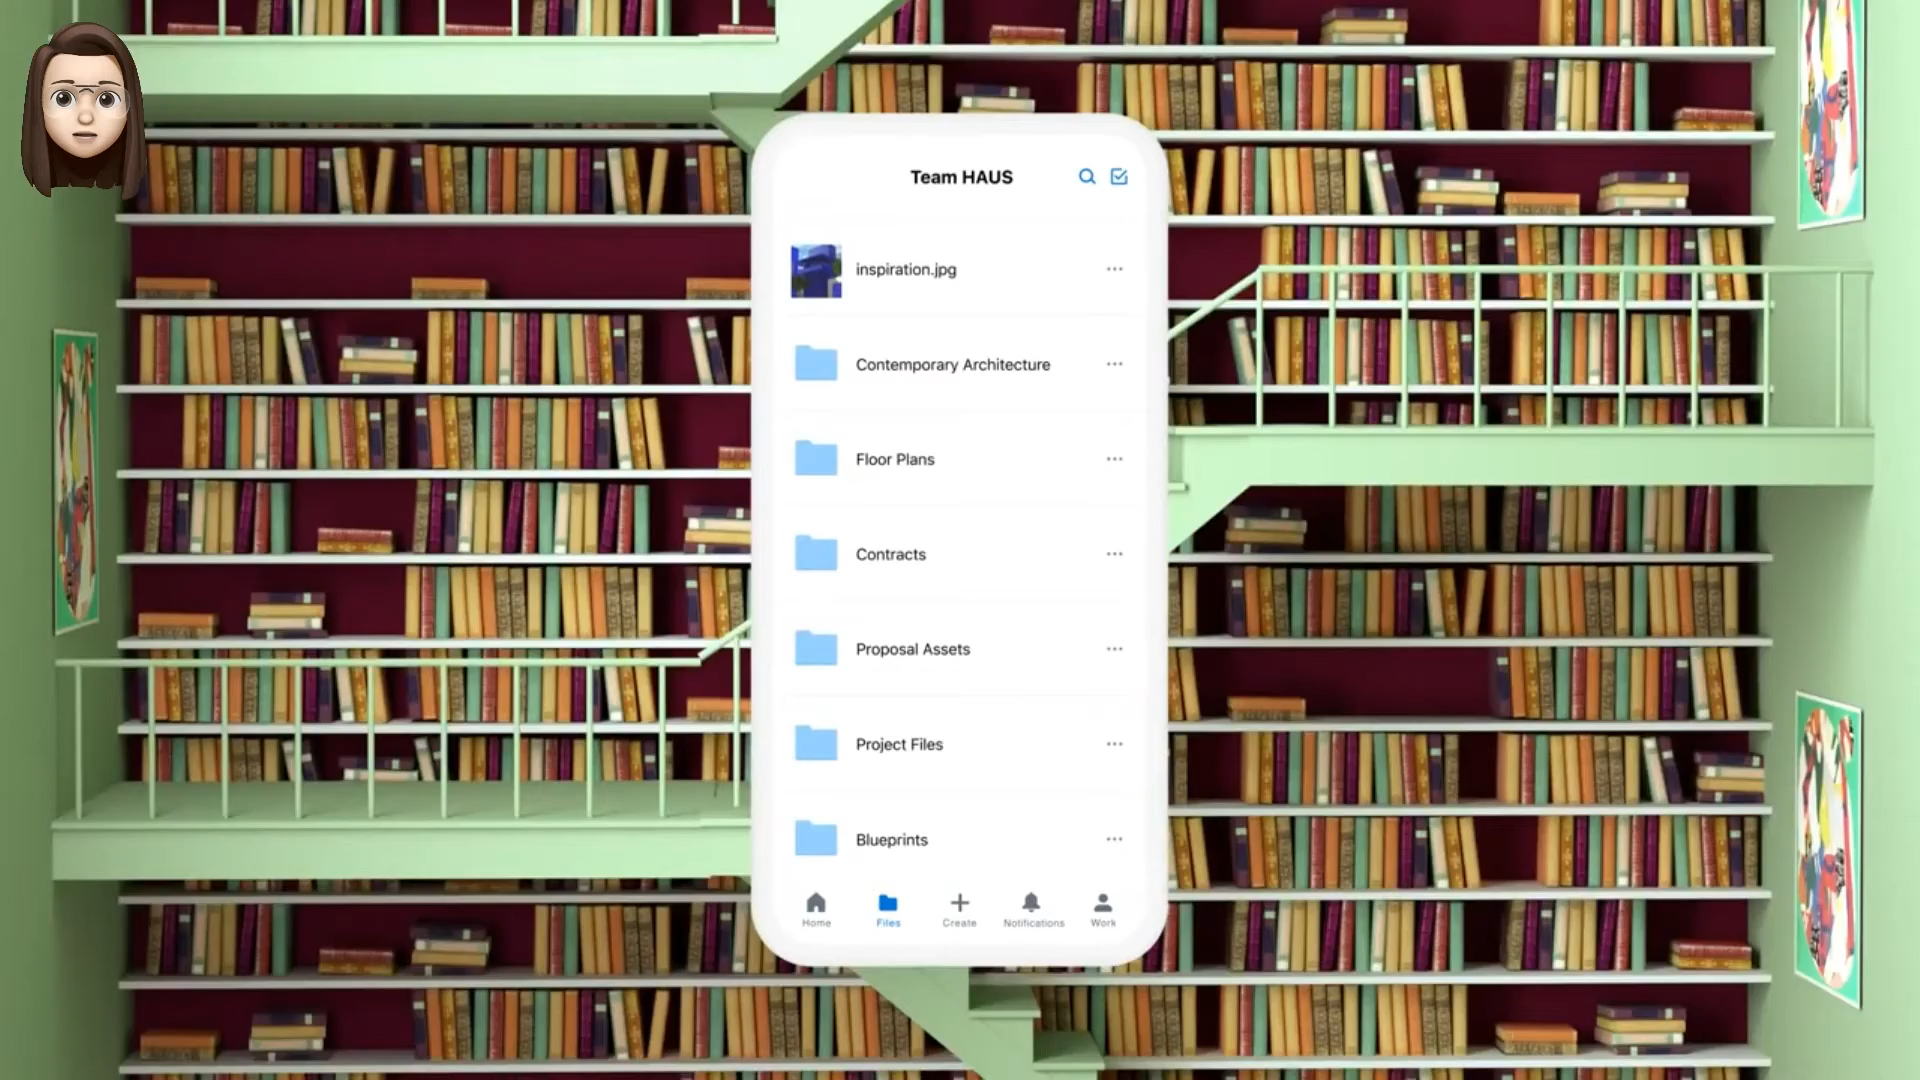 Team HAUS
inspiration.jpg
Contemporary Architecture
Floor Plans
Contracts
Proposal Assets
Project Files
Blueprints
Home
Files
Create
Notifications
Work